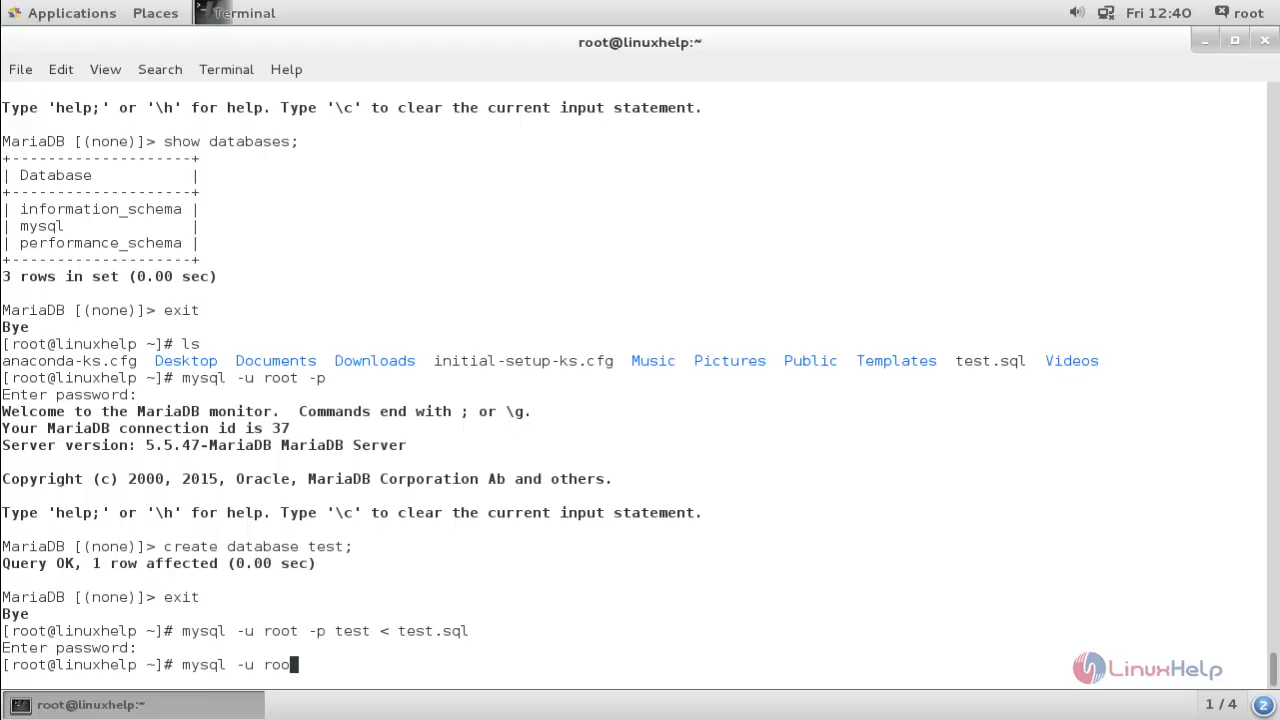 Applications Places Terminal Fri 12:40 root
root@linuxhelp:~
File Edit View Search Terminal Help
Type 'help;' or '\h' for help. Type '\c' to clear the current input statement.
MariaDB [(none)]> show databases;
+--------------------+
| Database           |
+--------------------+
| information_schema |
| mysql              |
| performance_schema |
+--------------------+
3 rows in set (0.00 sec)
MariaDB [(none)]> exit
Bye
[root@linuxhelp ~]# ls
anaconda-ks.cfg  Desktop  Documents  Downloads  initial-setup-ks.cfg  Music  Pictures  Public  Templates  test.sql  Videos
[root@linuxhelp ~]# mysql -u root -p
Enter password:
Welcome to the MariaDB monitor.  Commands end with ; or \g.
Your MariaDB connection id is 37
Server version: 5.5.47-MariaDB MariaDB Server
Copyright (c) 2000, 2015, Oracle, MariaDB Corporation Ab and others.
Type 'help;' or '\h' for help. Type '\c' to clear the current input statement.
MariaDB [(none)]> create database test;
Query OK, 1 row affected (0.00 sec)
MariaDB [(none)]> exit
Bye
[root@linuxhelp ~]# mysql -u root -p test < test.sql
Enter password:
[root@linuxhelp ~]# mysql -u roo
LinuxHelp
root@linuxhelp:~ 1 / 4 2